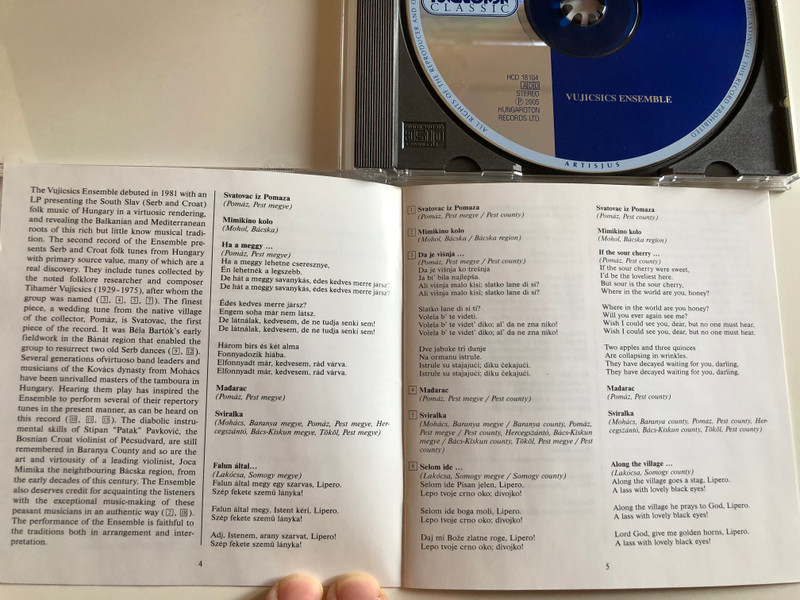 CLASSIC
ALL RIGHTS OF THE REPRODUCER AND
OF THIS RECORD PROHIBITED
HCD 18104
ADD
STEREO
Ⓟ 2005
HUNGAROTON
RECORDS LTD.
VUJICSICS ENSEMBLE
ARTISJUS
The Vujicsics Ensemble debuted in 1981 with an
LP presenting the South Slav (Serb and Croat)
folk music of Hungary in a virtuosic rendering,
and revealing the Balkanian and Mediterranean
roots of this rich but little know musical tradi-
tion. The second record of the Ensemble pre-
sents Serb and Croat folk tunes from Hungary
with primary source value, many of which are a
real discovery. They include tunes collected by
the noted folklore researcher and composer
Tihamér Vujicsics (1929–1975), after whom the
group was named (3, 4, 5, 7). The finest
piece, a wedding tune from the native village
of the collector, Pomáz, is Svatovac, the first
piece of the record. It was Béla Bartók's early
fieldwork in the Bánát region that enabled the
group to resurrect two old Serb dances (9, 12).
Several generations ofvirtuoso band leaders and
musicians of the Kovács dynasty from Mohács
have been unrivalled masters of the tamboura in
Hungary. Hearing them play has inspired the
Ensemble to perform several of their repertory
tunes in the present manner, as can be heard on
this record (
). The diabolic instru-
mental skills of Stipan "Patak" Pavković, the
Bosnian Croat violinist of Pécsudvard, are still
remembered in Baranya County and so are the
art and virtuosity of a leading violinist, Joca
Mimika the neighbouring Bácska region, from
the early decades of this century. The Ensemble
also deserves credit for acquainting the listeners
with the exceptional music-making of these
peasant musicians in an authentic way (2,
).
The performance of the Ensemble is faithful to
the traditions both in arrangement and inter-
pretation.
Svatovac iz Pomaza
(Pomáz, Pest megye)
Mimikino kolo
(Mohol, Bácska)
Ha a meggy ...
(Pomáz, Pest megye)
Ha a meggy lehetne cseresznye,
Én lehetnék a legszebb.
De hát a meggy savanykás, édes kedves merre jársz?
De hát a meggy savanykás, édes kedves merre jársz?
Édes kedves merre jársz?
Engem soha már nem látsz.
De látnálak, kedvesem, de ne tudja senki sem!
De látnálak, kedvesem, de ne tudja senki sem!
Három birs és két alma
Fonnyadozik hiába.
Elfonnyadt már, kedvesem, rád várva.
Elfonnyadt már, kedvesem, rád várva.
Madarac
(Pomáz, Pest megye)
Sviralka
(Mohács, Baranya megye, Pomáz, Pest megye, Her-
cegszántó, Bács-Kiskun megye, Tököl, Pest megye)
Falun által...
(Lakócsa, Somogy megye)
Falun által megy egy szarvas, Lipero,
Szép fekete szemű lányka!
Falun által megy, Istent kéri, Lipero,
Szép fekete szemű lányka!
Adj, Istenem, arany szarvat, Lipero!
Szép fekete szemű lányka!
4
1 Svatovac iz Pomaza
(Pomáz, Pest megye / Pest county)
2 Mimikino kolo
(Mohol, Bácska / Bácska region)
3 Da je višnja ...
(Pomáz, Pest megye / Pest county)
Da je višnja ko trešnja
Ja bi' bila najlepša.
Ali višnja malo kisi; slatko lane di si?
Ali višnja malo kisi; slatko lane di si?
Slatko lane di si ti?
Volela b' te videti.
Volela b' te videt' diko; al' da ne zna niko!
Volela b' te videt' diko; al' da ne zna niko!
Dve jabuke tri dunje
Na ormanu istrule.
Istrule su stajajuć; diku čekajući.
Istrule su stajajuć; diku čekajući.
4 Madarac
(Pomáz, Pest megye / Pest county)
5 Sviralka
(Mohács, Baranya megye / Baranya county, Pomáz,
Pest megye / Pest county, Hercegszántó, Bács-Kiskun
megye / Bács-Kiskun county, Tököl, Pest megye / Pest
county)
6 Selom ide ...
(Lakócsa, Somogy megye / Somogy county)
Selom ide Pisan jelen, Lipero,
Lepo tvoje crno oko; divojko!
Selom ide boga moli, Lipero,
Lepo tvoje crno oko; divojko!
Daj mi Bože zlatne roge, Lipero!
Lepo tvoje crno oko; divojko!
Svatovac iz Pomaza
(Pomáz, Pest county)
Mimikino kolo
(Mohol, Bácska region)
If the sour cherry ...
(Pomáz, Pest county)
If the sour cherry were sweet,
I'd be the loveliest here.
But sour is the sour cherry,
Where in the world are you, honey?
Where in the world are you, honey?
Will you ever again see me?
Wish I could see you, dear, but no one must hear.
Wish I could see you, dear, but no one must hear.
Two apples and three quinces
Are collapsing in wrinkles.
They have decayed waiting for you, darling,
They have decayed waiting for you, darling.
Madarac
(Pomáz, Pest county)
Sviralka
(Mohács, Baranya county, Pomáz, Pest county, Her-
cegszántó, Bács-Kiskun county, Tököl, Pest county)
Along the village ...
(Lakócsa, Somogy county)
Along the village goes a stag, Lipero,
A lass with lovely black eyes!
Along the village he prays to God, Lipero,
A lass with lovely black eyes!
Lord God, give me golden horns, Lipero,
A lass with lovely black eyes!
5